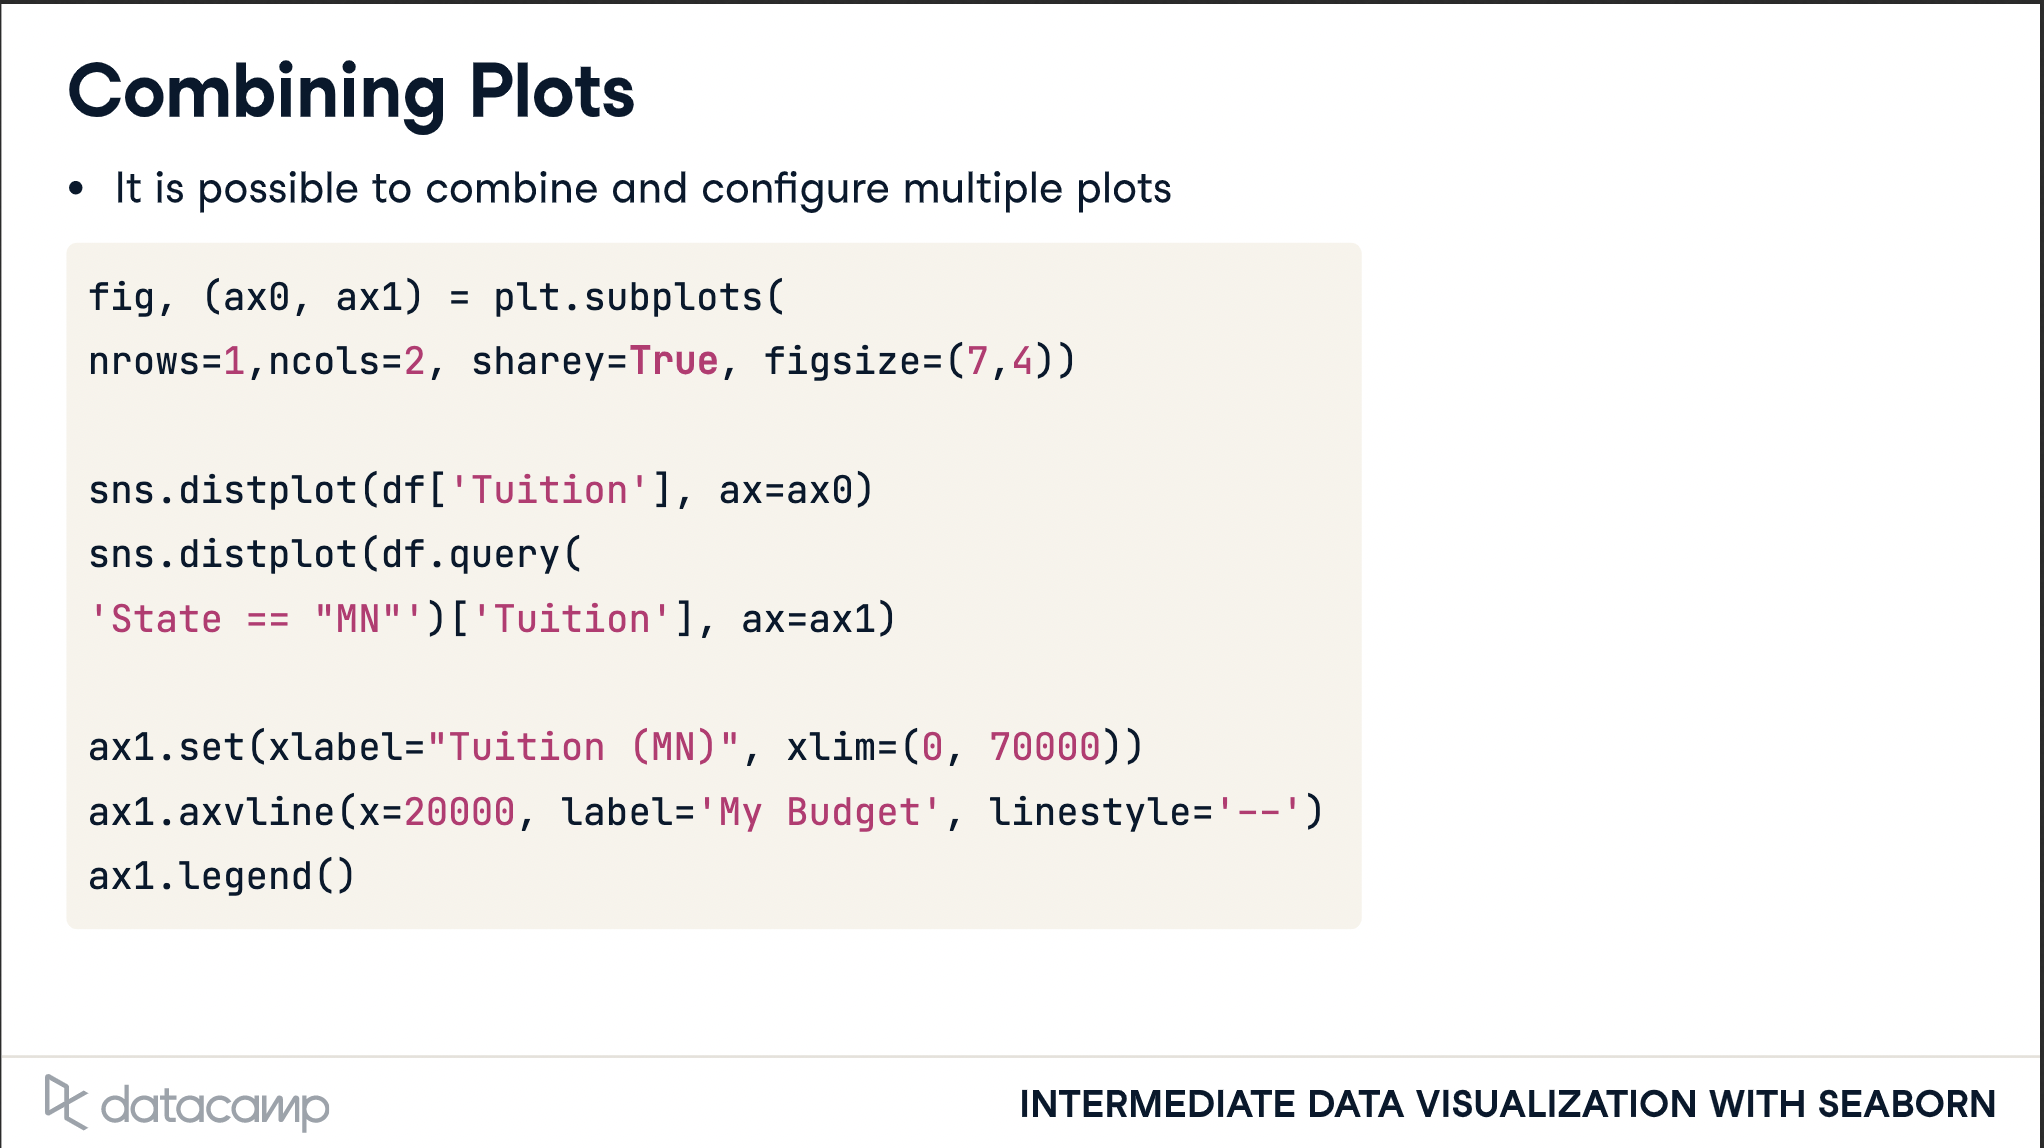 Combining Plots
• It is possible to combine and configure multiple plots
fig, (ax0, ax1) = plt.subplots(
nrows=1,ncols=2, sharey=True, figsize=(7,4))
sns.distplot(df['Tuition'], ax=ax0)
sns.distplot(df.query(
'State == "MN"')['Tuition'], ax=ax1)
ax1.set(xlabel="Tuition (MN)", xlim=(0, 70000))
ax1.axvline(x=20000, label='My Budget', linestyle='--')
ax1.legend()
datacamp
INTERMEDIATE DATA VISUALIZATION WITH SEABORN